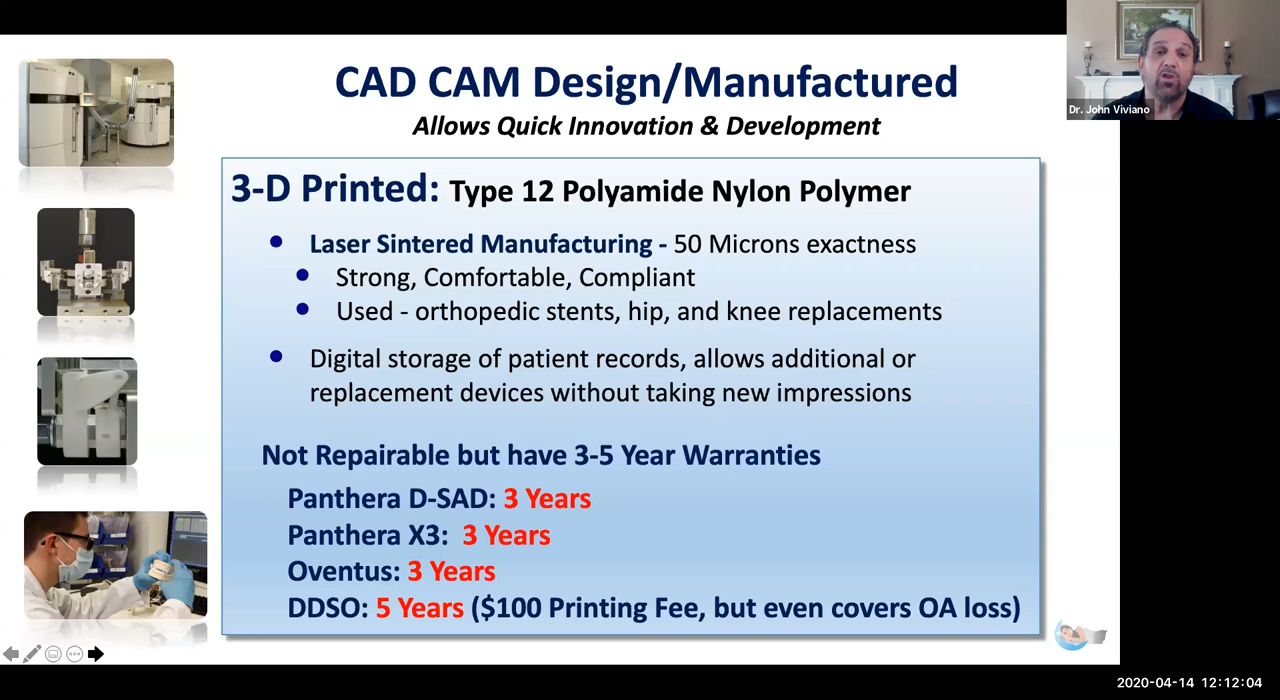 CAD CAM Design/Manufactured
Allows Quick Innovation & Development
Dr. John Viviano
3-D Printed: Type 12 Polyamide Nylon Polymer
• Laser Sintered Manufacturing - 50 Microns exactness
• Strong, Comfortable, Compliant
• Used - orthopedic stents, hip, and knee replacements
• Digital storage of patient records, allows additional or
replacement devices without taking new impressions
Not Repairable but have 3-5 Year Warranties
Panthera D-SAD: 3 Years
Panthera X3: 3 Years
Oventus: 3 Years
DDSO: 5 Years ($100 Printing Fee, but even covers OA loss)
2020-04-14 12:12:04